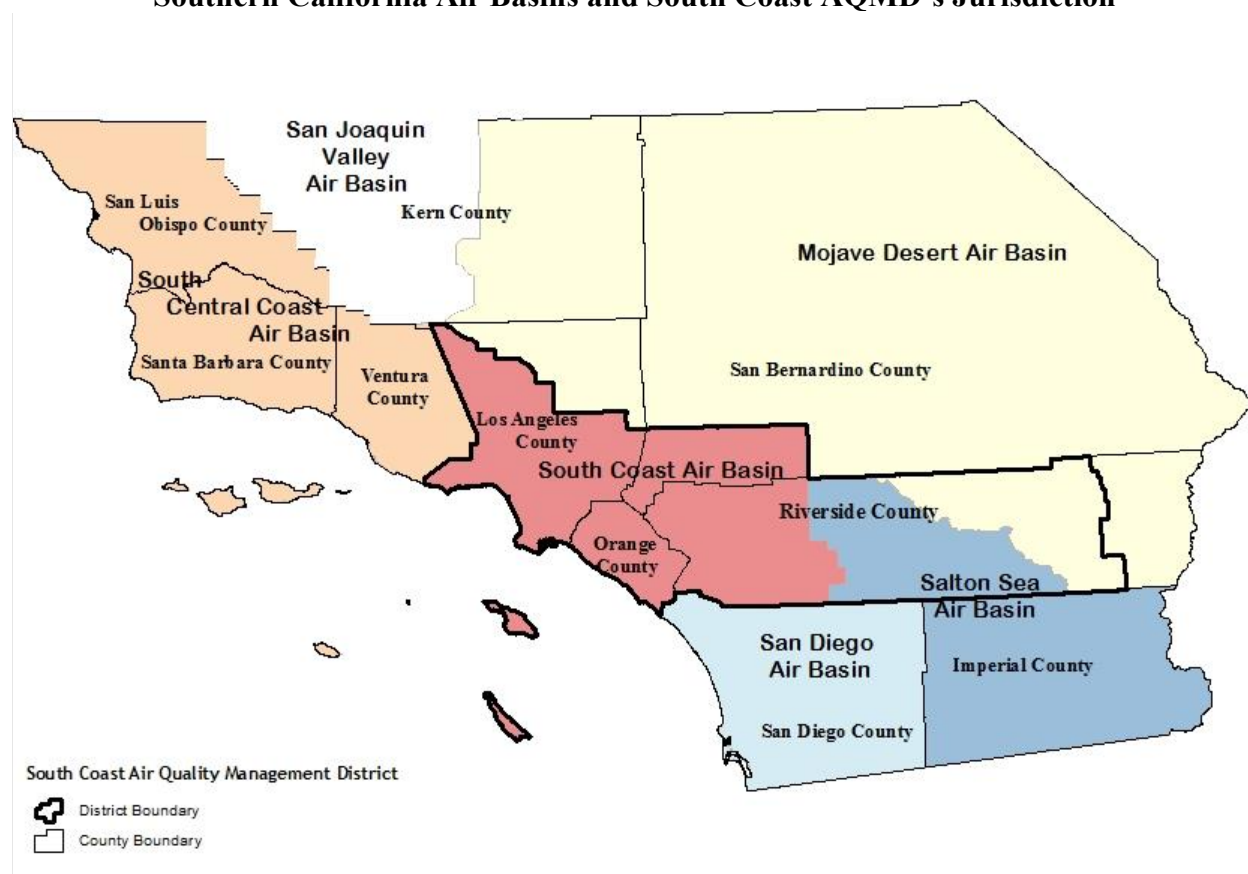 Southern California Air Basins and South Coast AQMD's Jurisdiction
San Joaquin
Valley
Air Basin
Kern County
San Luis
Obispo County
South
Central Coast
Air Basin
Santa Barbara County
Ventura
County
Mojave Desert Air Basin
San Bernardino County
Los Angeles
County
South Coast Air Basin
Riverside County
Orange
County
Salton Sea
Air Basin
San Diego
Air Basin
Imperial County
San Diego County
South Coast Air Quality Management District
District Boundary
County Boundary